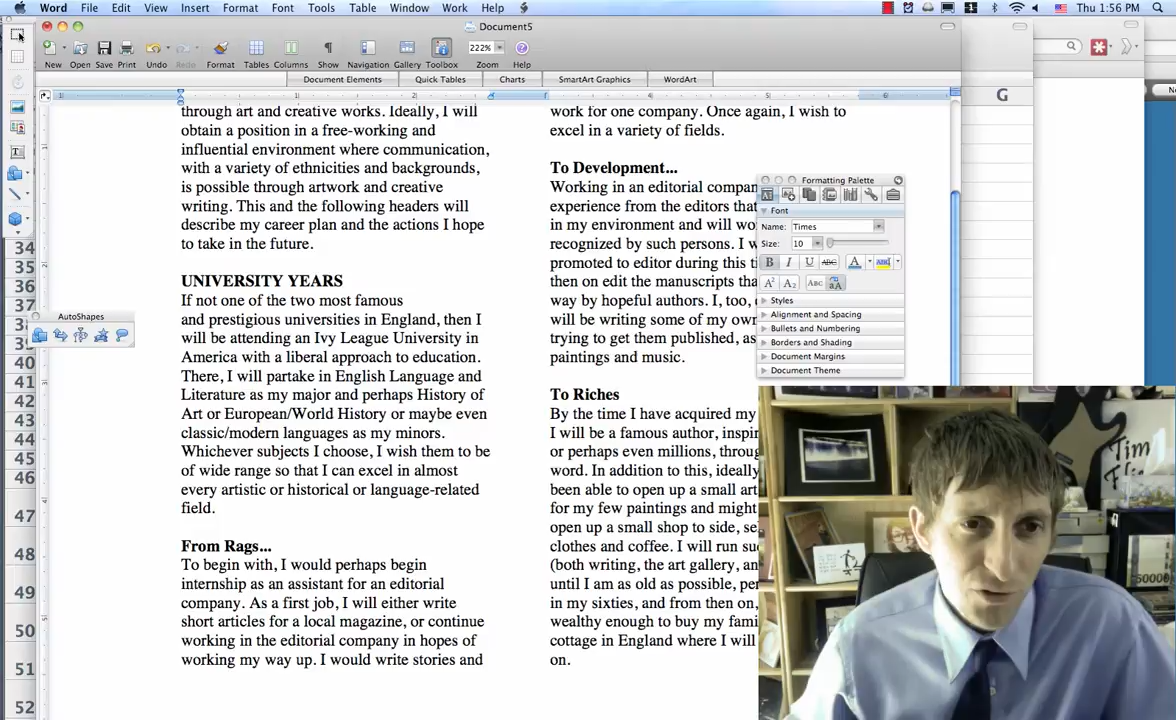 Word File Edit View Insert Format Font Tools Table Window Work Help
Thu 1:56 PM
Document5
222%
New Open Save Print Undo Redo Format Tables Columns Show Navigation Gallery Toolbox Zoom Help
Document Elements Quick Tables Charts SmartArt Graphics WordArt
G
through art and creative works. Ideally, I will
obtain a position in a free-working and
influential environment where communication,
with a variety of ethnicities and backgrounds,
is possible through artwork and creative
writing. This and the following headers will
describe my career plan and the actions I hope
to take in the future.
UNIVERSITY YEARS
If not one of the two most famous
and prestigious universities in England, then I
will be attending an Ivy League University in
America with a liberal approach to education.
There, I will partake in English Language and
Literature as my major and perhaps History of
Art or European/World History or maybe even
classic/modern languages as my minors.
Whichever subjects I choose, I wish them to be
of wide range so that I can excel in almost
every artistic or historical or language-related
field.
From Rags...
To begin with, I would perhaps begin
internship as an assistant for an editorial
company. As a first job, I will either write
short articles for a local magazine, or continue
working in the editorial company in hopes of
working my way up. I would write stories and
work for one company. Once again, I wish to
excel in a variety of fields.
To Development...
Working in an editorial compan
experience from the editors that
in my environment and will wo
recognized by such persons. I w
promoted to editor during this ti
then on edit the manuscripts tha
way by hopeful authors. I, too,
will be writing some of my ow
trying to get them published, as
paintings and music.
To Riches
By the time I have acquired my
I will be a famous author, inspir
or perhaps even millions, throug
word. In addition to this, ideally
been able to open up a small art
for my few paintings and might
open up a small shop to side, se
clothes and coffee. I will run suc
(both writing, the art gallery, an
until I am as old as possible, per
in my sixties, and from then on,
wealthy enough to buy my fami
cottage in England where I will
on.
Formatting Palette
Font
Name: Times
Size: 10
B I U ABC A ABC
A² A₂ ABC aA
Styles
Alignment and Spacing
Bullets and Numbering
Borders and Shading
Document Margins
Document Theme
AutoShapes
34
35
36
37
40
41
42
43
44
45
46
47
48
49
50
51
52
Tim
50000